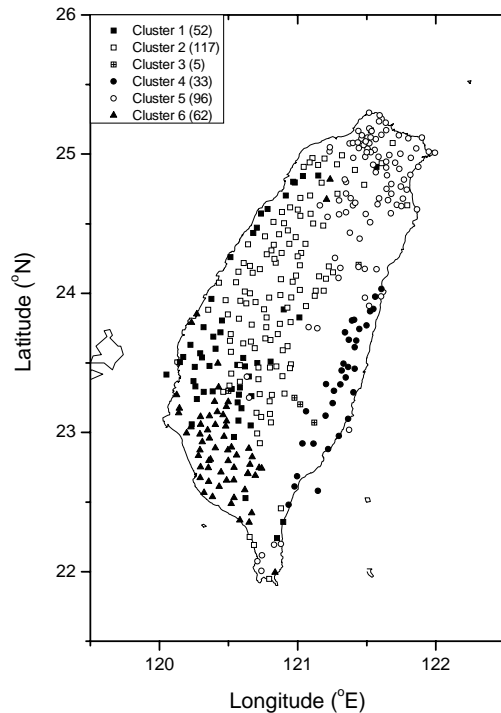 26
Cluster 1 (52)
Cluster 2 (117)
Cluster 3 (5)
Cluster 4 (33)
Cluster 5 (96)
Cluster 6 (62)
25
24
23
22
Latitude (°N)
120 121 122
Longitude (°E)